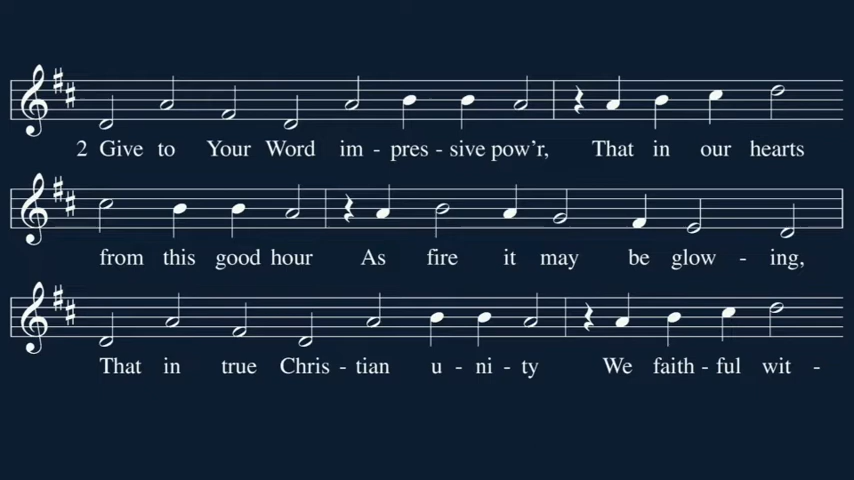 2 Give to Your Word im - pres - sive pow'r, That in our hearts
from this good hour As fire it may be glow - ing,
That in true Chris - tian u - ni - ty We faith - ful wit -